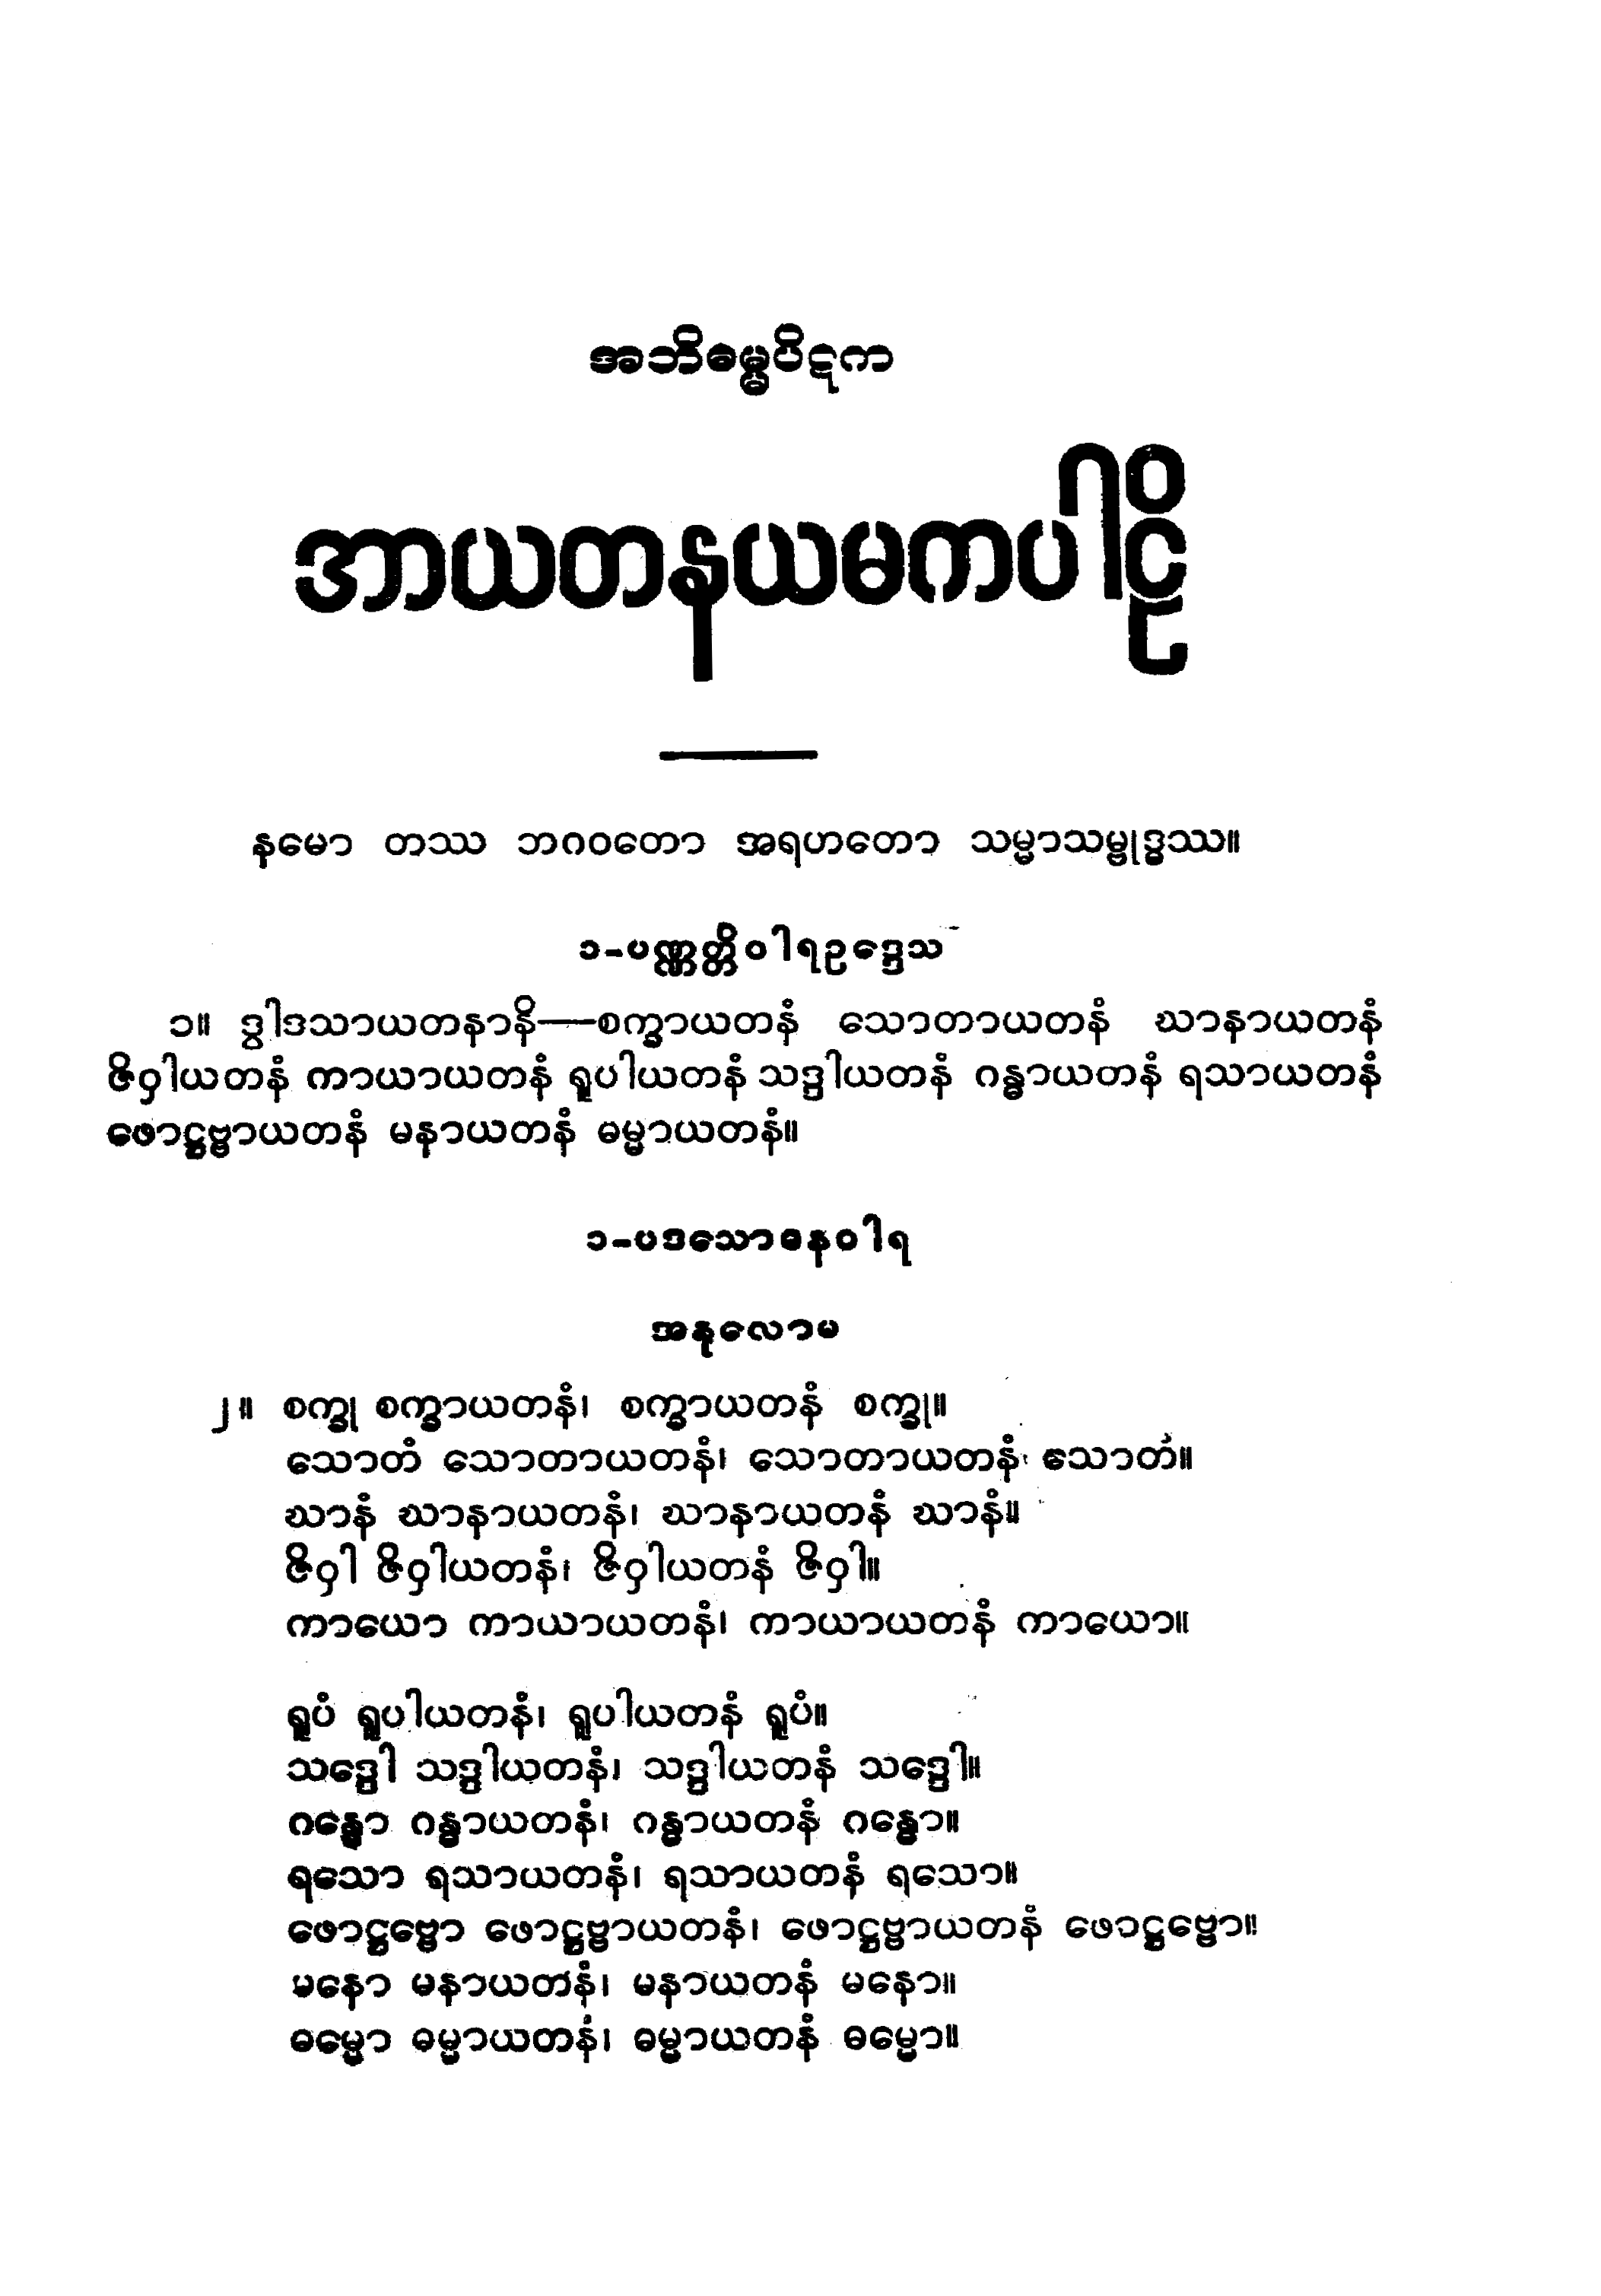 အဘိဓမ္မပိဋက
အာယတနယမကပါဠိ
နမော တဿ ဘဂဝတော အရဟတော သမ္မာသမ္ဗုဒ္ဓဿ။
၁-ပဏ္ဏတ္တိဝါရဥဒ္ဒေသ
၁။ ဒွါဒသာယတနာနိ—စက္ခာယတနံ သောတာယတနံ ဃာနာယတနံ
ဇိဝှါယတနံ ကာယာယတနံ ရူပါယတနံ သဒ္ဒါယတနံ ဂန္ဓာယတနံ ရသာယတနံ
ဖောဋ္ဌဗ္ဗာယတနံ မနာယတနံ ဓမ္မာယတနံ။
၁-ပဒသောဓနဝါရ
အနုလောမ
၂။ စက္ခု စက္ခာယတနံ၊ စက္ခာယတနံ စက္ခု။
သောတံ သောတာယတနံ၊ သောတာယတနံ သောတံ။
ဃာနံ ဃာနာယတနံ၊ ဃာနာယတနံ ဃာနံ။
ဇိဝှါ ဇိဝှါယတနံ၊ ဇိဝှါယတနံ ဇိဝှါ။
ကာယော ကာယာယတနံ၊ ကာယာယတနံ ကာယော။
ရူပံ ရူပါယတနံ၊ ရူပါယတနံ ရူပံ။
သဒ္ဒေါ သဒ္ဒါယတနံ၊ သဒ္ဒါယတနံ သဒ္ဒေါ။
ဂန္ဓော ဂန္ဓာယတနံ၊ ဂန္ဓာယတနံ ဂန္ဓော။
ရသော ရသာယတနံ၊ ရသာယတနံ ရသော။
ဖောဋ္ဌဗ္ဗော ဖောဋ္ဌဗ္ဗာယတနံ၊ ဖောဋ္ဌဗ္ဗာယတနံ ဖောဋ္ဌဗ္ဗော။
မနော မနာယတနံ၊ မနာယတနံ မနော။
ဓမ္မော ဓမ္မာယတနံ၊ ဓမ္မာယတနံ ဓမ္မော။